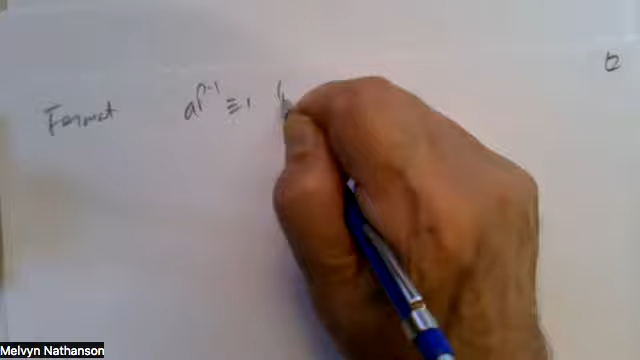 Fermat a^{p-1} ≡ 1 (
Melvyn Nathanson